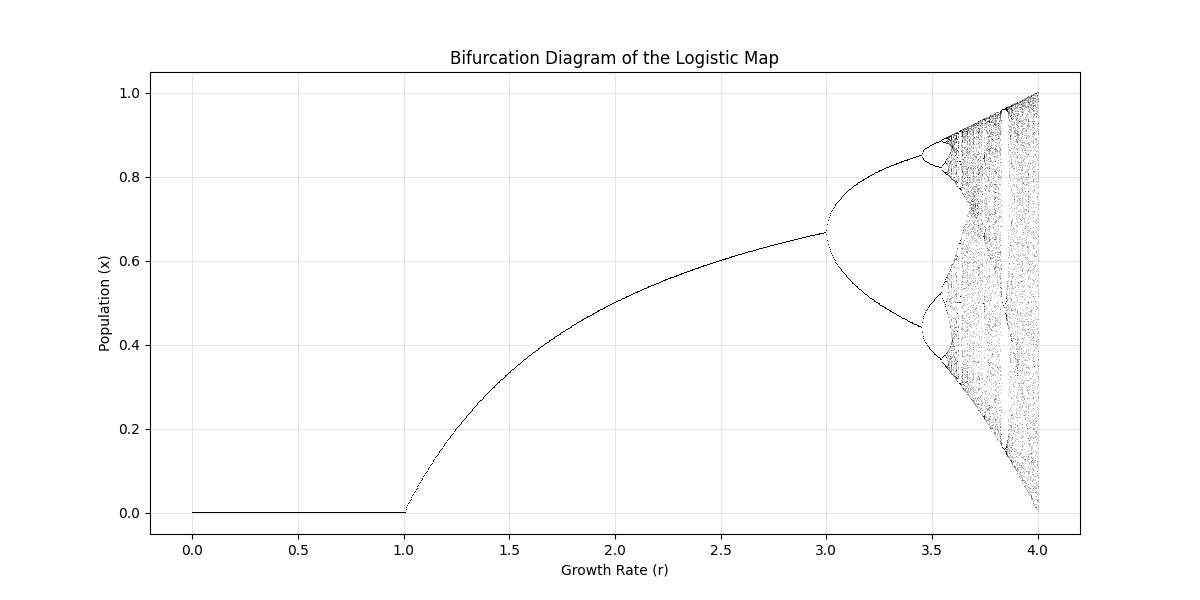 Bifurcation Diagram of the Logistic Map
1.0
0.8
0.6
0.4
0.2
0.0
Population (x)
0.0 0.5 1.0 1.5 2.0 2.5 3.0 3.5 4.0
Growth Rate (r)